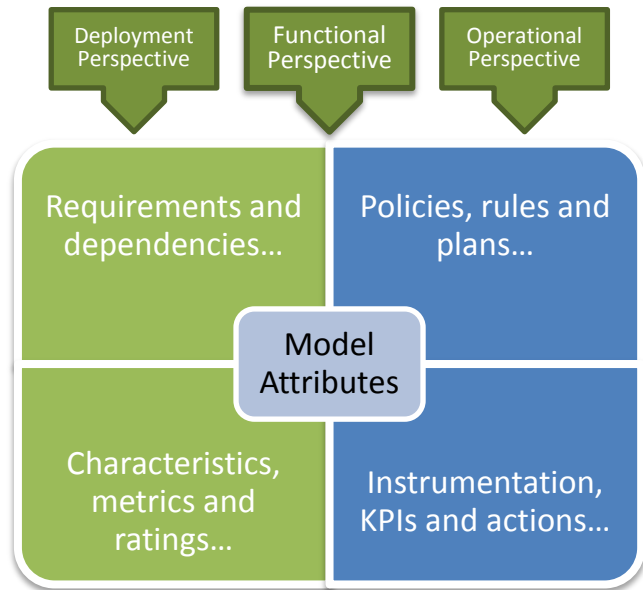 Deployment
Perspective
Functional
Perspective
Operational
Perspective
Requirements and
dependencies…
Policies, rules and
plans…
Model
Attributes
Characteristics,
metrics and
ratings…
Instrumentation,
KPIs and actions…